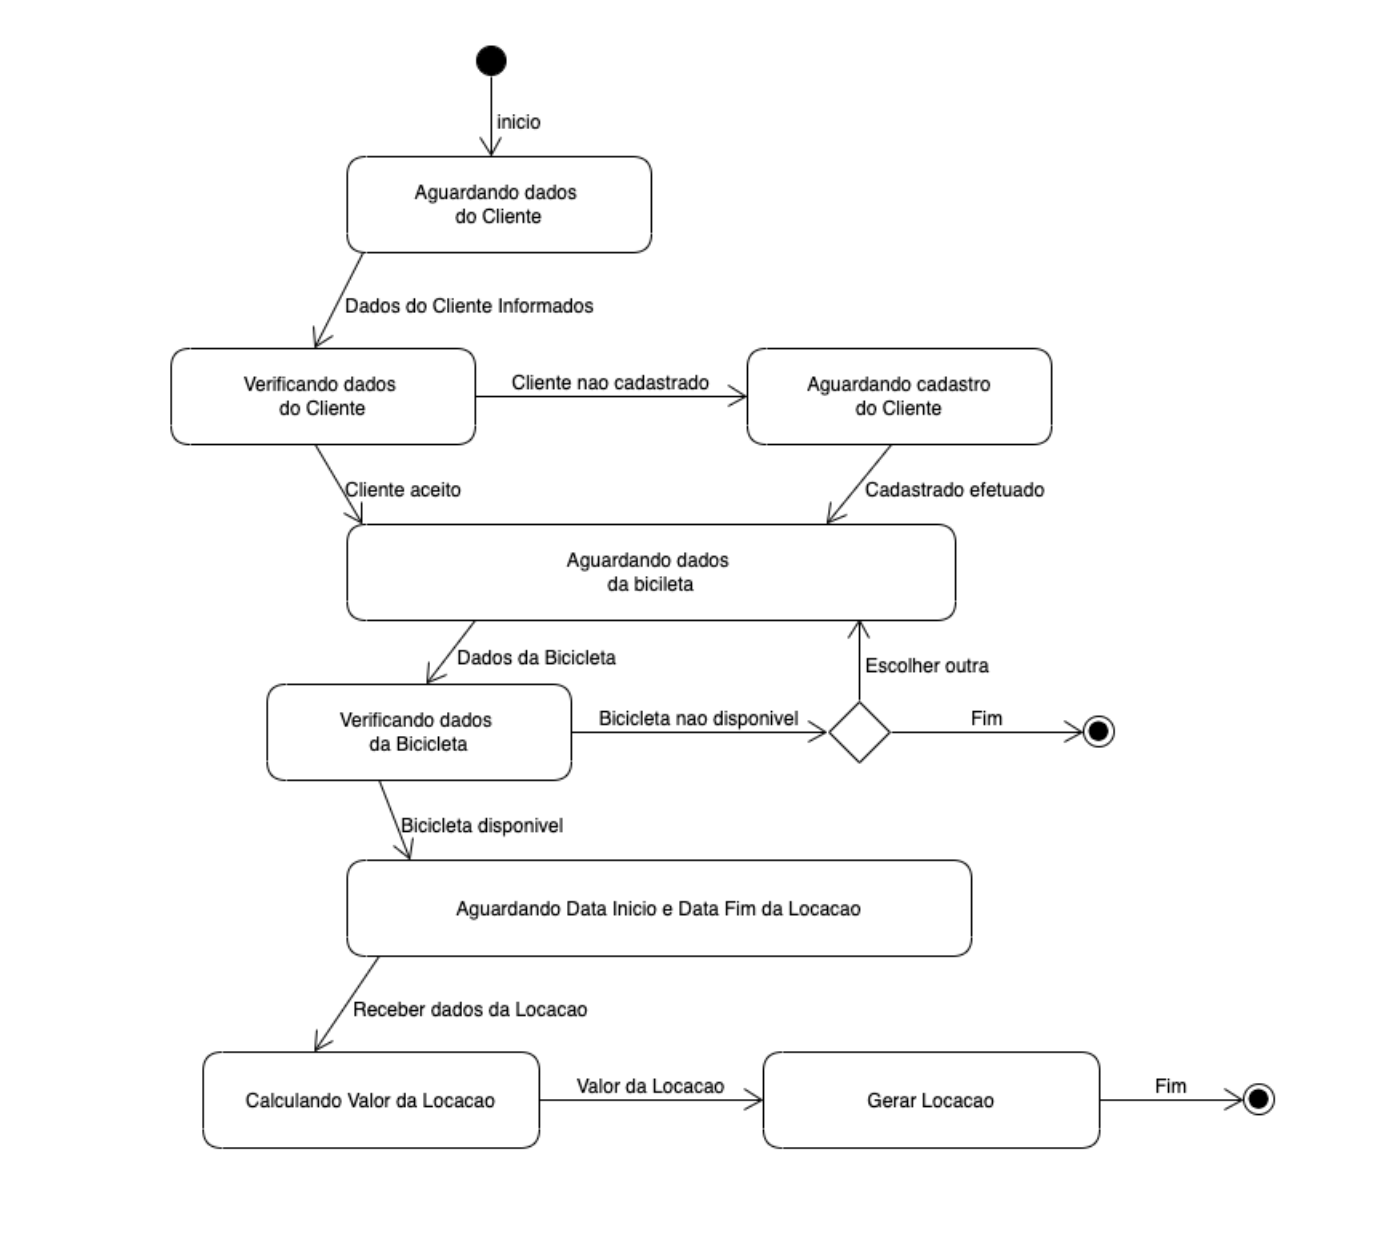 inicio
Aguardando dados
do Cliente
Dados do Cliente Informados
Verificando dados
do Cliente
Cliente nao cadastrado
Aguardando cadastro
do Cliente
Cliente aceito
Cadastrado efetuado
Aguardando dados
da bicileta
Dados da Bicicleta
Escolher outra
Verificando dados
da Bicicleta
Bicicleta nao disponivel
Fim
Bicicleta disponivel
Aguardando Data Inicio e Data Fim da Locacao
Receber dados da Locacao
Calculando Valor da Locacao
Valor da Locacao
Gerar Locacao
Fim